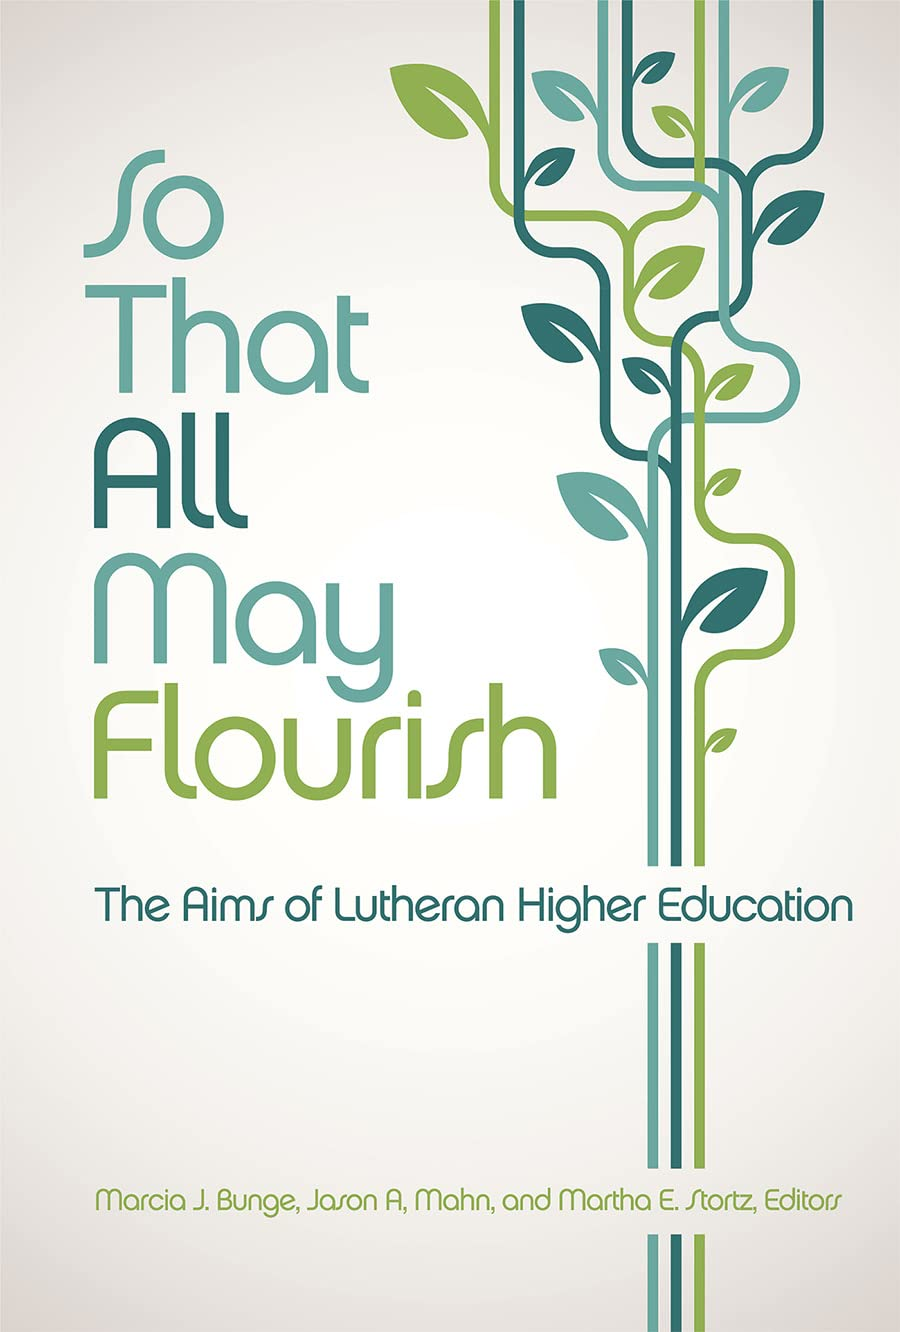 So
That
All
May
Flourish
The Aims of Lutheran Higher Education
Marcia J. Bunge, Jason A, Mahn, and Martha E. Stortz, Editors